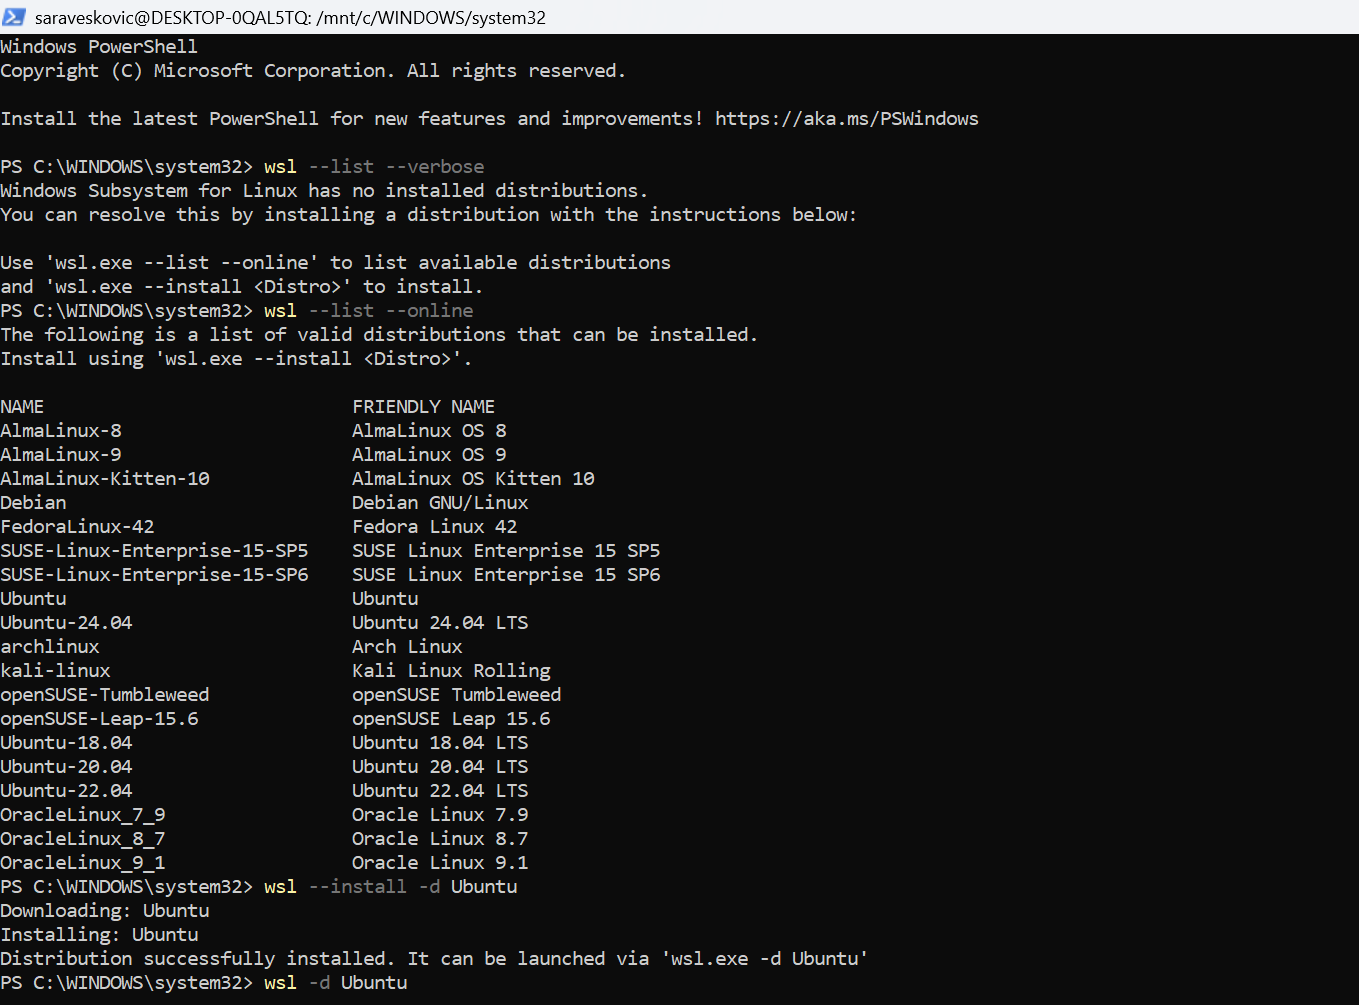 saraveskovic@DESKTOP-0QAL5TQ: /mnt/c/WINDOWS/system32
Windows PowerShell
Copyright (C) Microsoft Corporation. All rights reserved.
Install the latest PowerShell for new features and improvements! https://aka.ms/PSWindows
PS C:\WINDOWS\system32> wsl --list --verbose
Windows Subsystem for Linux has no installed distributions.
You can resolve this by installing a distribution with the instructions below:
Use 'wsl.exe --list --online' to list available distributions
and 'wsl.exe --install <Distro>' to install.
PS C:\WINDOWS\system32> wsl --list --online
The following is a list of valid distributions that can be installed.
Install using 'wsl.exe --install <Distro>'.
NAME FRIENDLY NAME
AlmaLinux-8 AlmaLinux OS 8
AlmaLinux-9 AlmaLinux OS 9
AlmaLinux-Kitten-10 AlmaLinux OS Kitten 10
Debian Debian GNU/Linux
FedoraLinux-42 Fedora Linux 42
SUSE-Linux-Enterprise-15-SP5 SUSE Linux Enterprise 15 SP5
SUSE-Linux-Enterprise-15-SP6 SUSE Linux Enterprise 15 SP6
Ubuntu Ubuntu
Ubuntu-24.04 Ubuntu 24.04 LTS
archlinux Arch Linux
kali-linux Kali Linux Rolling
openSUSE-Tumbleweed openSUSE Tumbleweed
openSUSE-Leap-15.6 openSUSE Leap 15.6
Ubuntu-18.04 Ubuntu 18.04 LTS
Ubuntu-20.04 Ubuntu 20.04 LTS
Ubuntu-22.04 Ubuntu 22.04 LTS
OracleLinux_7_9 Oracle Linux 7.9
OracleLinux_8_7 Oracle Linux 8.7
OracleLinux_9_1 Oracle Linux 9.1
PS C:\WINDOWS\system32> wsl --install -d Ubuntu
Downloading: Ubuntu
Installing: Ubuntu
Distribution successfully installed. It can be launched via 'wsl.exe -d Ubuntu'
PS C:\WINDOWS\system32> wsl -d Ubuntu